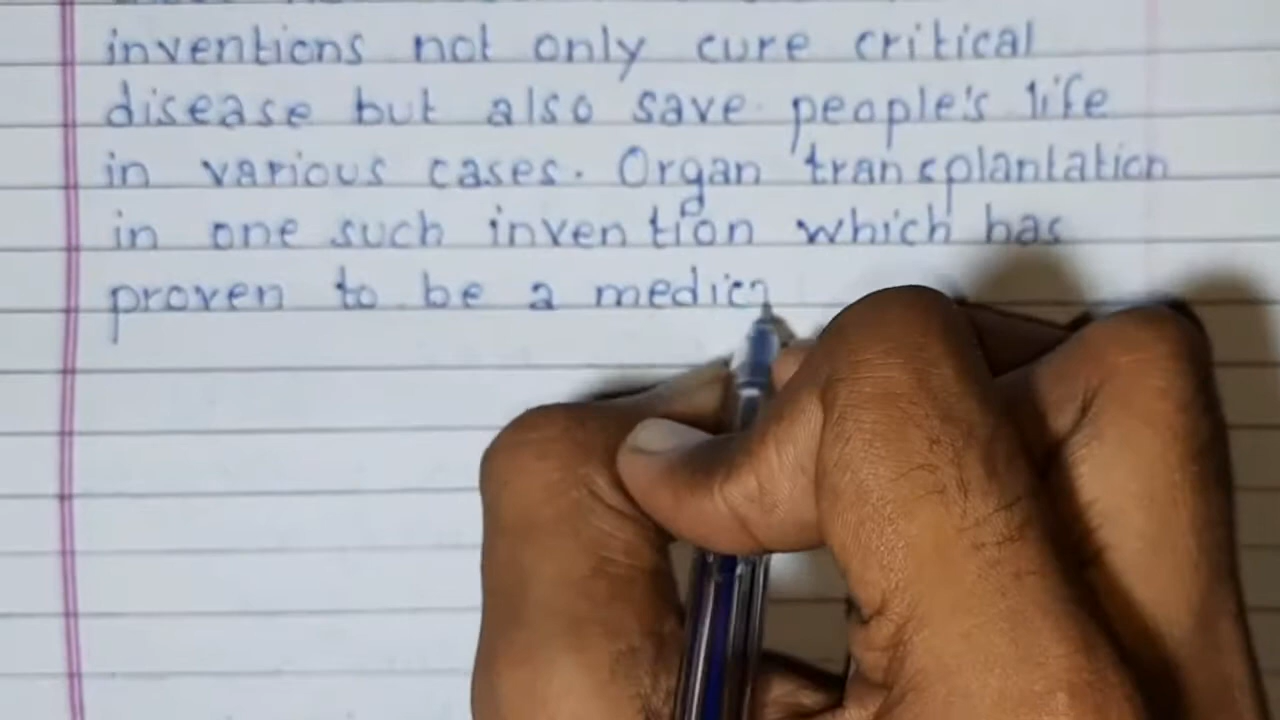 inventions not only cure critical
disease but also save people's life
in various cases. Organ transplantation
in one such invention which has
proven to be a medica